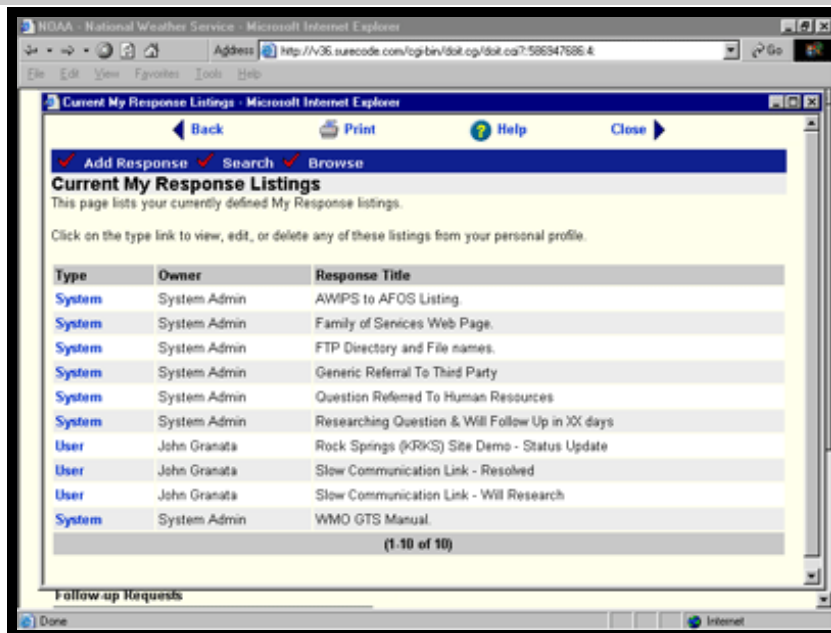 NOAA - National Weather Service - Microsoft Internet Explorer
Address http://v36.surecode.com/cgi-bin/doit.cg/doit.cgi?:586947686:4: Go
File Edit View Favorites Tools Help
Current My Response Listings - Microsoft Internet Explorer
Back Print Help Close
Add Response Search Browse
Current My Response Listings
This page lists your currently defined My Response listings.
Click on the type link to view, edit, or delete any of these listings from your personal profile.
Type Owner Response Title
System System Admin AWIPS to AFOS Listing.
System System Admin Family of Services Web Page.
System System Admin FTP Directory and File names.
System System Admin Generic Referral To Third Party
System System Admin Question Referred To Human Resources
System System Admin Researching Question & Will Follow Up in XX days
User John Granata Rock Springs (KRKS) Site Demo - Status Update
User John Granata Slow Communication Link - Resolved
User John Granata Slow Communication Link - Will Research
System System Admin WMO GTS Manual.
(1-10 of 10)
Follow-up Requests
Done Internet